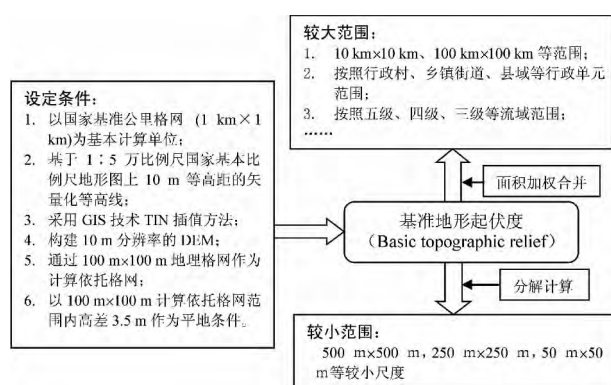 设定条件：
1. 以国家基准公里格网 (1 km×1
km)为基本计算单位；
2. 基于 1：5 万比例尺国家基本比
例尺地形图上 10 m 等高距的矢
量化等高线；
3. 采用 GIS 技术 TIN 插值方法；
4. 构建 10 m 分辨率的 DEM；
5. 通过 100 m×100 m 地理格网作为
计算依托格网；
6. 以 100 m×100 m 计算依托格网范
围内高差 3.5 m 作为平地条件。
较大范围：
1. 10 km×10 km、100 km×100 km 等范围；
2. 按照行政村、乡镇街道、县域等行政单元
范围；
3. 按照五级、四级、三级等流域范围；
……
面积加权合并
基准地形起伏度
（Basic topographic relief）
分解计算
较小范围：
500 m×500 m，250 m×250 m，50 m×50
m等较小尺度